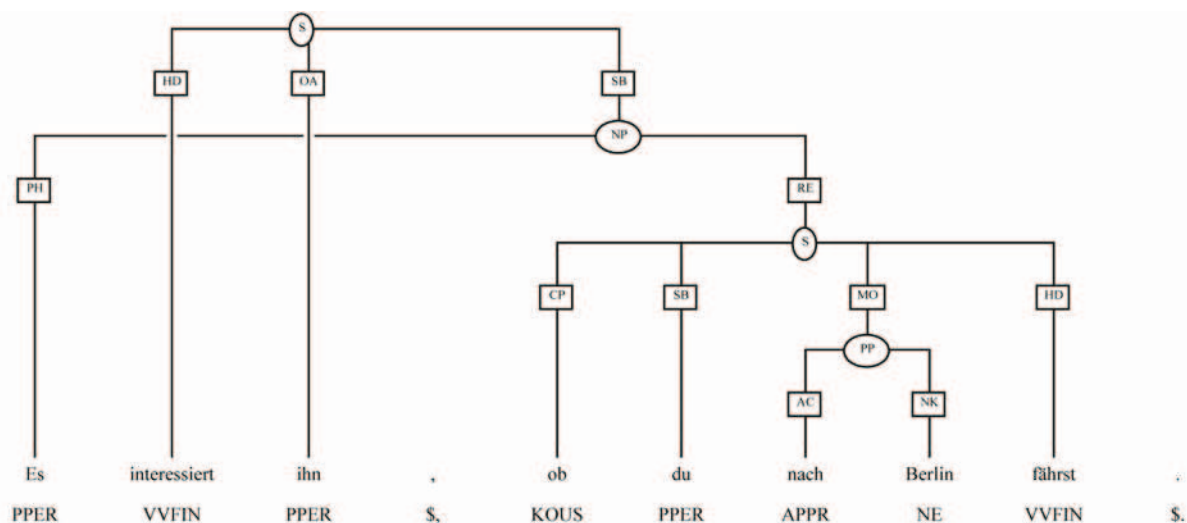 S
HD OA SB
NP
PH RE
S
CP SB MO HD
PP
AC NK
Es interessiert ihn , ob du nach Berlin fährst .
PPER VVFIN PPER $, KOUS PPER APPR NE VVFIN $.